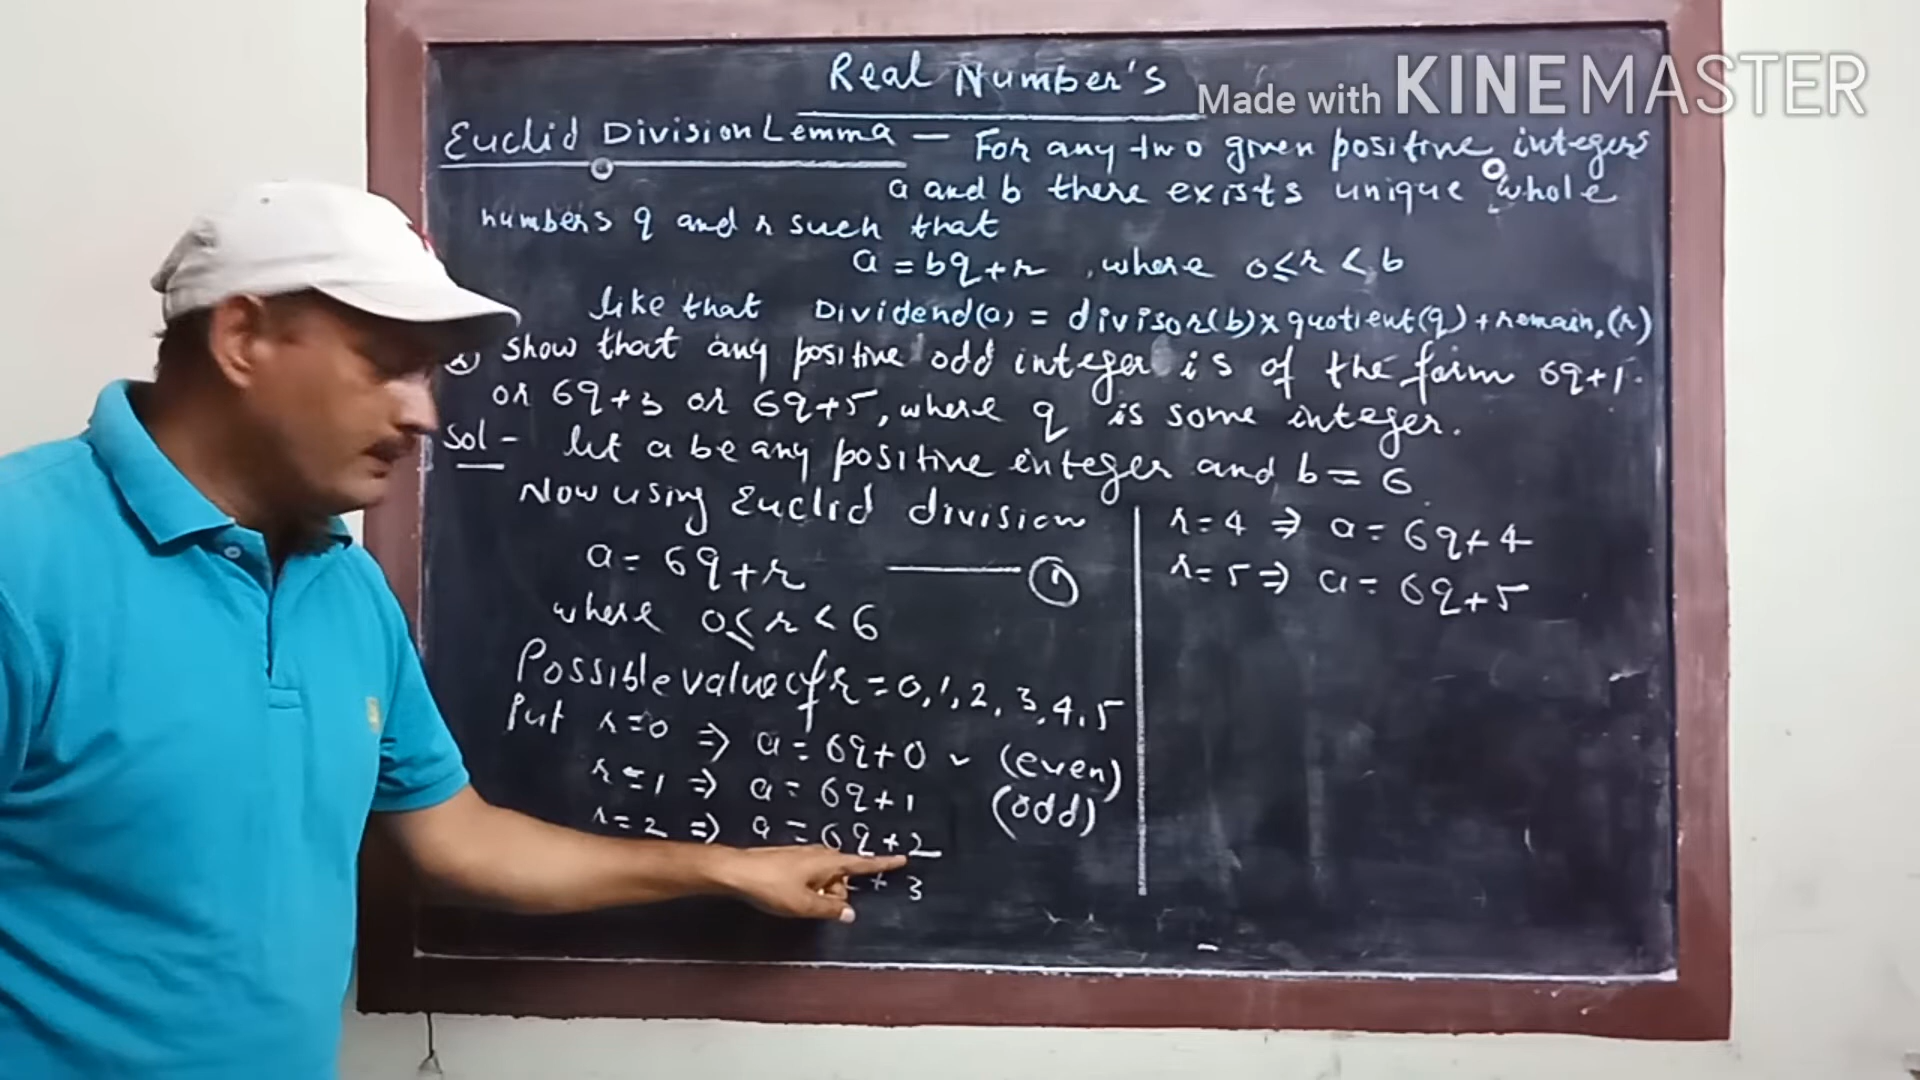 Real Number's
Made with KINEMASTER
Euclid Division Lemma — For any two given positive integers
a and b there exists unique whole
numbers q and r such that
a = bq + r , where 0 ≤ r < b
like that Dividend(a) = divisor(b) x quotient(q) + remain,(r)
Show that any positive odd integer is of the form 6q+1.
or 6q+3 or 6q+5, where q is some integer.
Sol - let a be any positive integer and b = 6
Now using Euclid division
a = 6q + r —— 1
where 0 ≤ r < 6
Possible value of r = 0, 1, 2, 3, 4, 5
Put r = 0 ⇒ a = 6q + 0 (even)
r = 1 ⇒ a = 6q + 1 (odd)
r = 2 ⇒ a = 6q + 2
+ 3
r = 4 ⇒ a = 6q + 4
r = 5 ⇒ a = 6q + 5